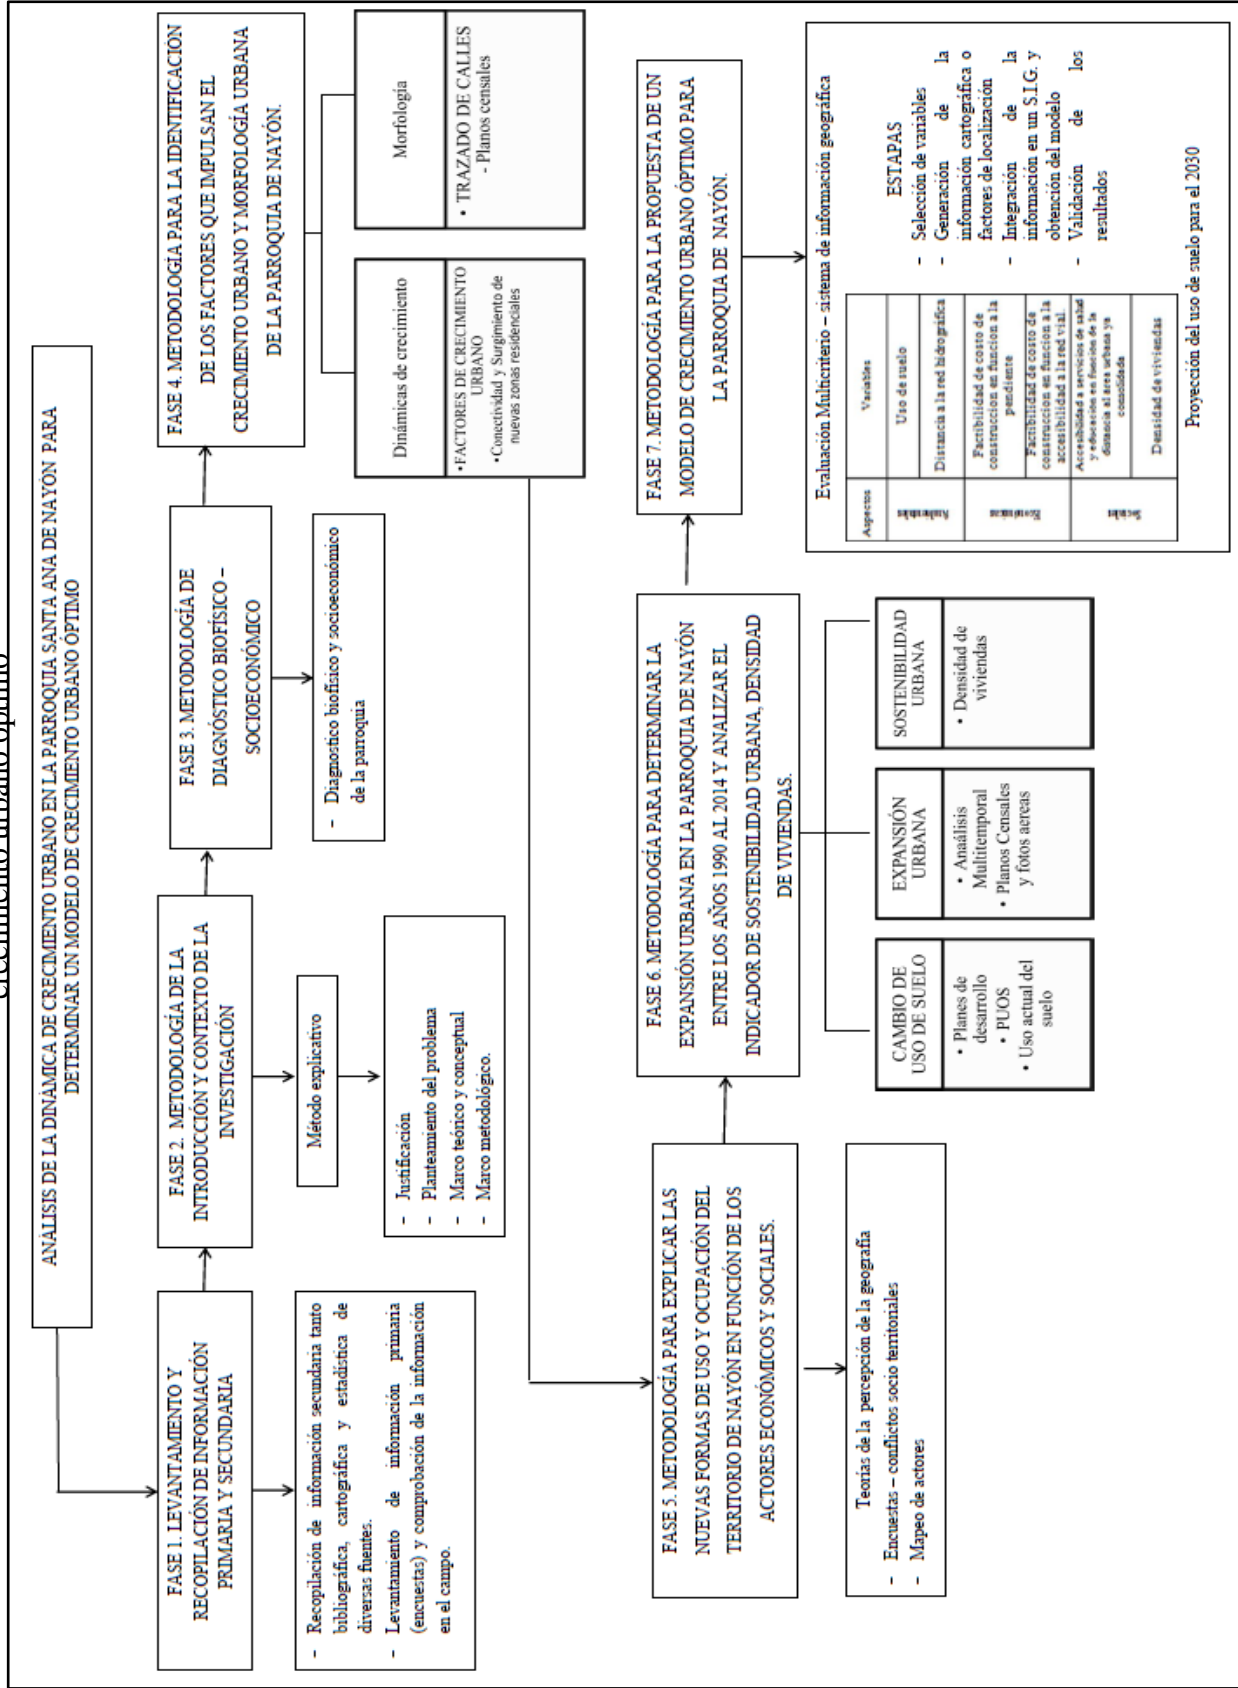 crecimiento urbano óptimo
ANÁLISIS DE LA DINÁMICA DE CRECIMIENTO URBANO EN LA PARROQUIA SANTA ANA DE NAYÓN PARA
DETERMINAR UN MODELO DE CRECIMIENTO URBANO ÓPTIMO
FASE 1. LEVANTAMIENTO Y
RECOPILACIÓN DE INFORMACIÓN
PRIMARIA Y SECUNDARIA
- Recopilación de información secundaria tanto
bibliográfica, cartográfica y estadística de
diversas fuentes.
- Levantamiento de información primaria
(encuestas) y comprobación de la información
en el campo.
FASE 2. METODOLOGÍA DE LA
INTRODUCCIÓN Y CONTEXTO DE LA
INVESTIGACIÓN
Método explicativo
- Justificación
- Planteamiento del problema
- Marco teórico y conceptual
- Marco metodológico.
FASE 3. METODOLOGÍA DE
DIAGNÓSTICO BIOFÍSICO –
SOCIOECONÓMICO
- Diagnostico biofísico y socioeconómico
de la parroquia
FASE 4. METODOLOGÍA PARA LA IDENTIFICACIÓN
DE LOS FACTORES QUE IMPULSAN EL
CRECIMIENTO URBANO Y MORFOLOGÍA URBANA
DE LA PARROQUIA DE NAYÓN.
Dinámicas de crecimiento
• FACTORES DE CRECIMIENTO
URBANO
• Conectividad y Surgimiento de
nuevas zonas residenciales
Morfología
• TRAZADO DE CALLES
- Planos censales
FASE 5. METODOLOGÍA PARA EXPLICAR LAS
NUEVAS FORMAS DE USO Y OCUPACIÓN DEL
TERRITORIO DE NAYÓN EN FUNCIÓN DE LOS
ACTORES ECONÓMICOS Y SOCIALES.
Teorías de la percepción de la geografía
- Encuestas – conflictos socio territoriales
- Mapeo de actores
FASE 6. METODOLOGÍA PARA DETERMINAR LA
EXPANSIÓN URBANA EN LA PARROQUIA DE NAYÓN
ENTRE LOS AÑOS 1990 AL 2014 Y ANALIZAR EL
INDICADOR DE SOSTENIBILIDAD URBANA, DENSIDAD
DE VIVIENDAS.
CAMBIO DE
USO DE SUELO
• Planes de
desarrollo
• PUOS
• Uso actual del
suelo
EXPANSIÓN
URBANA
• Anaálisis
Multitemporal
• Planos Censales
y fotos aereas
SOSTENIBILIDAD
URBANA
• Densidad de
viviendas
FASE 7. METODOLOGÍA PARA LA PROPUESTA DE UN
MODELO DE CRECIMIENTO URBANO ÓPTIMO PARA
LA PARROQUIA DE NAYÓN.
Evaluación Multicriterio – sistema de información geográfica
Aspectos
Variables
Uso de suelo
Distancia a la red hidrográfica
Factibilidad de costo de
construccion en funcion a la
pendiente
Factibilidad de costo de
construccion en funcion a la
accesibilidad a la red vial.
Accesibilidad a servicios de salud
y educación en función de la
distancia al área urbana ya
consolidada
Densidad de viviendas
ETAPAS
- Selección de variables
- Generación de la
información cartográfica o
factores de localización
- Integración de la
información en un S.I.G. y
obtención del modelo
- Validación de los
resultados
Proyección del uso de suelo para el 2030